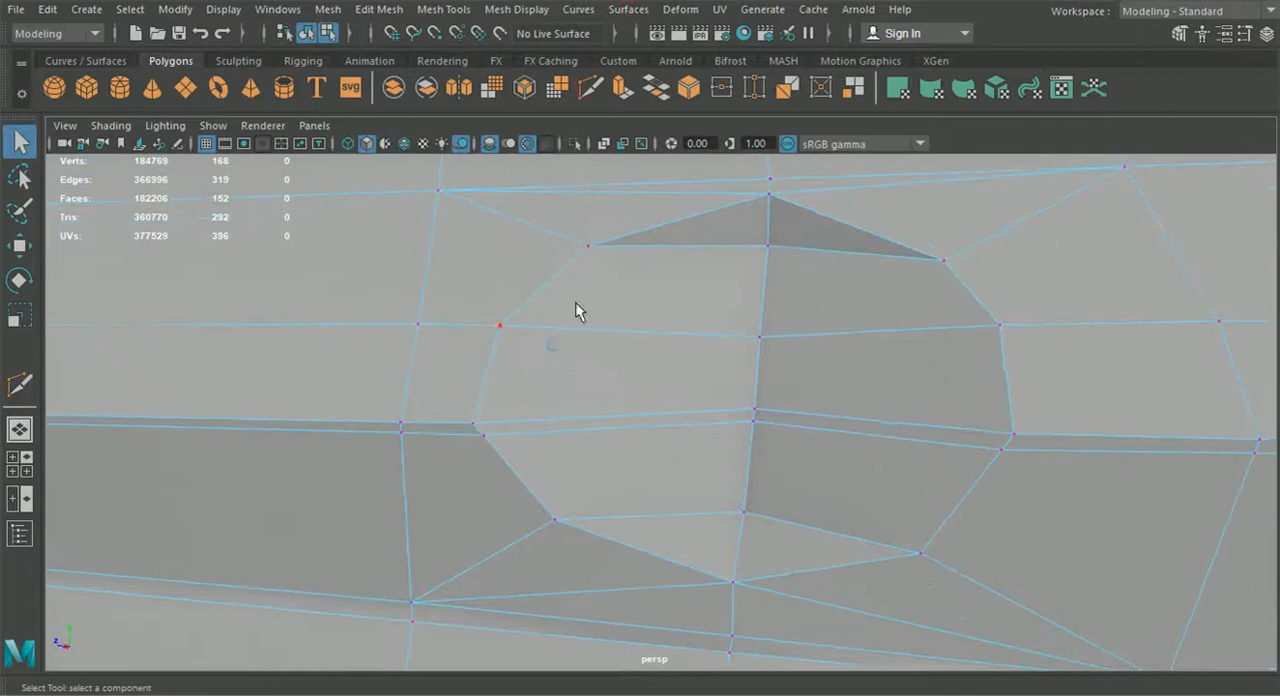 File Edit Create Select Modify Display Windows Mesh Edit Mesh Mesh Tools Mesh Display Curves Surfaces Deform UV Generate Cache Arnold Help Workspace: Modeling - Standard
Modeling No Live Surface Sign In
Curves / Surfaces Polygons Sculpting Rigging Animation Rendering FX FX Caching Custom Arnold Bifrost MASH Motion Graphics XGen
T svg
View Shading Lighting Show Renderer Panels
0.00 1.00 sRGB gamma
Verts: 184769 168 0
Edges: 366996 319 0
Faces: 182206 152 0
Tris: 360770 292 0
UVs: 377529 396 0
z
persp
Select Tool: select a component